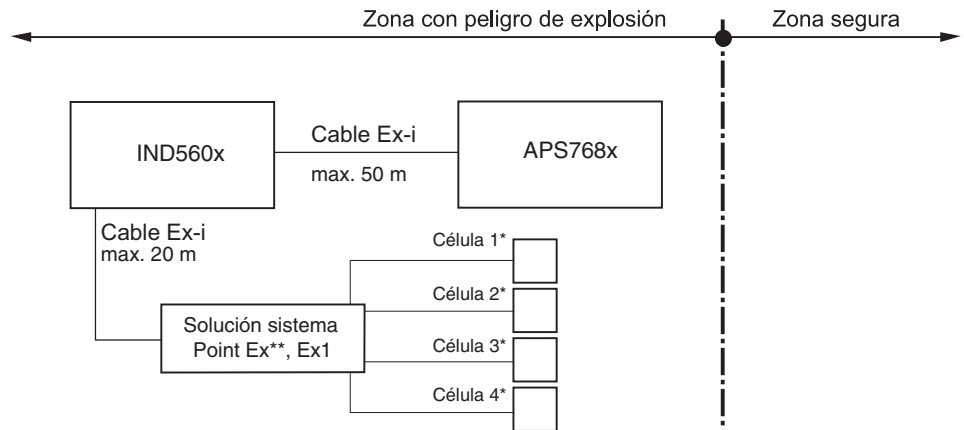 Zona con peligro de explosión
Zona segura
IND560x
Cable Ex-i
max. 50 m
APS768x
Cable Ex-i
max. 20 m
Célula 1*
Célula 2*
Célula 3*
Célula 4*
Solución sistema
Point Ex**, Ex1